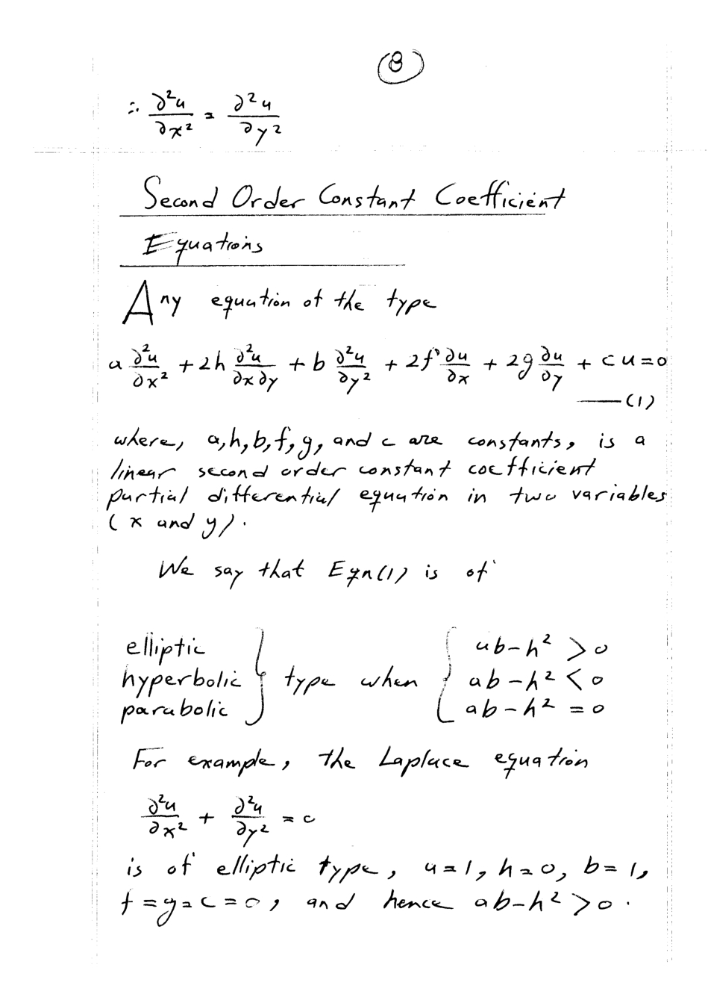 8
∴ ∂²u/∂x² = ∂²u/∂y²
Second Order Constant Coefficient
Equations
Any equation of the type
a ∂²u/∂x² + 2h ∂²u/∂x∂y + b ∂²u/∂y² + 2f ∂u/∂x + 2g ∂u/∂y + cu = 0
—(1)
where, a,h,b,f,g, and c are constants, is a
linear second order constant coefficient
partial differential equation in two variables
(x and y).
We say that Eqn(1) is of
elliptic } { ab-h² > 0
hyperbolic } type when { ab-h² < 0
parabolic } { ab-h² = 0
For example, the Laplace equation
∂²u/∂x² + ∂²u/∂y² = 0
is of elliptic type, a=1, h=0, b=1,
f=g=c=0, and hence ab-h² > 0.